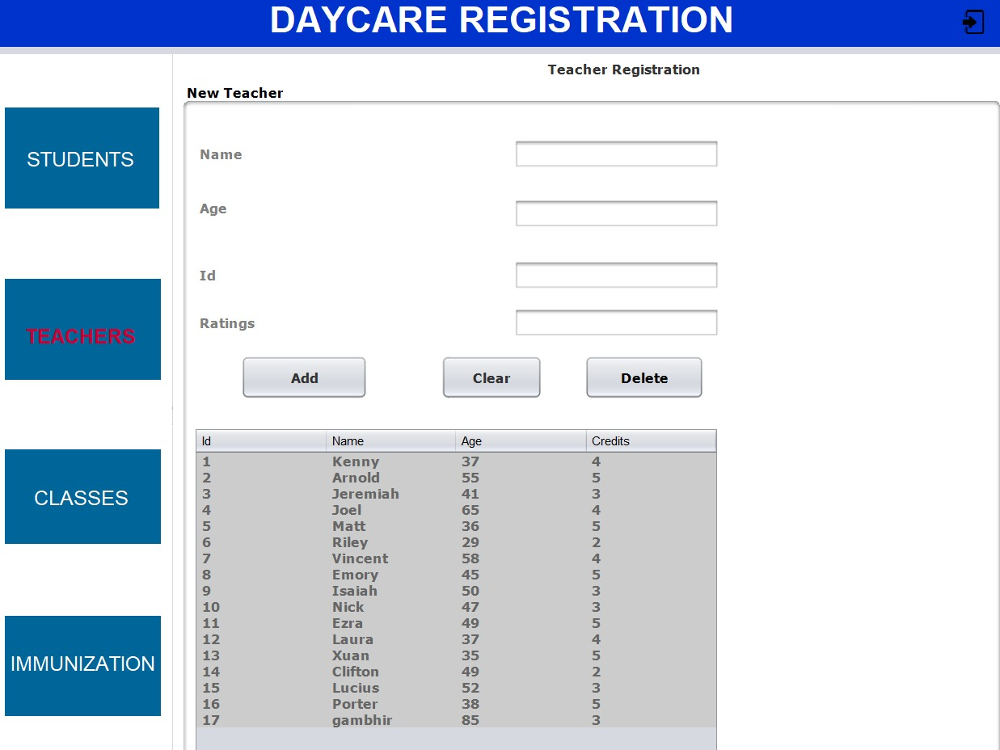 DAYCARE REGISTRATION
Teacher Registration
New Teacher
STUDENTS
TEACHERS
CLASSES
IMMUNIZATION
Name
Age
Id
Ratings
Add Clear Delete
Id Name Age Credits
1 Kenny 37 4
2 Arnold 55 5
3 Jeremiah 41 3
4 Joel 65 4
5 Matt 36 5
6 Riley 29 2
7 Vincent 58 4
8 Emory 45 5
9 Isaiah 50 3
10 Nick 47 3
11 Ezra 49 5
12 Laura 37 4
13 Xuan 35 5
14 Clifton 49 2
15 Lucius 52 3
16 Porter 38 5
17 gambhir 85 3